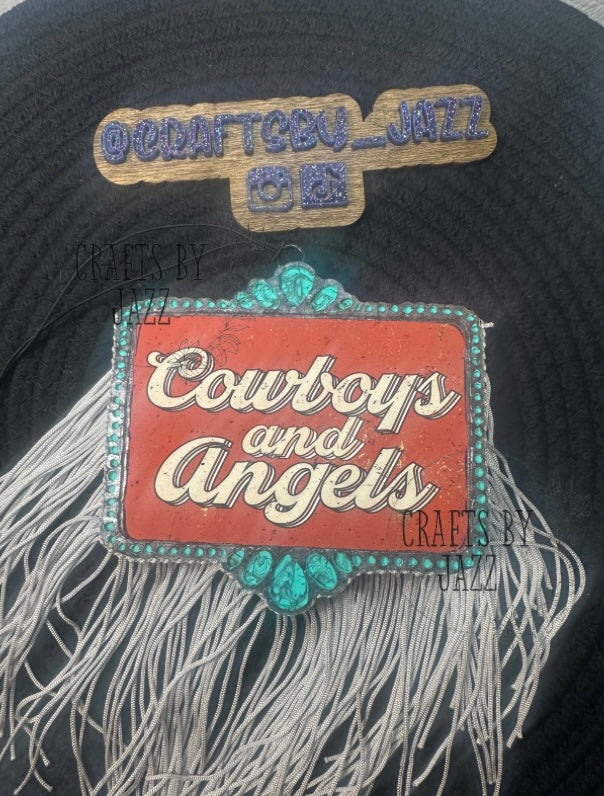 @CRAFTSBY_JAZZ
CRAFTS BY
JAZZ
Cowboys
and
Angels
CRAFTS BY
JAZZ